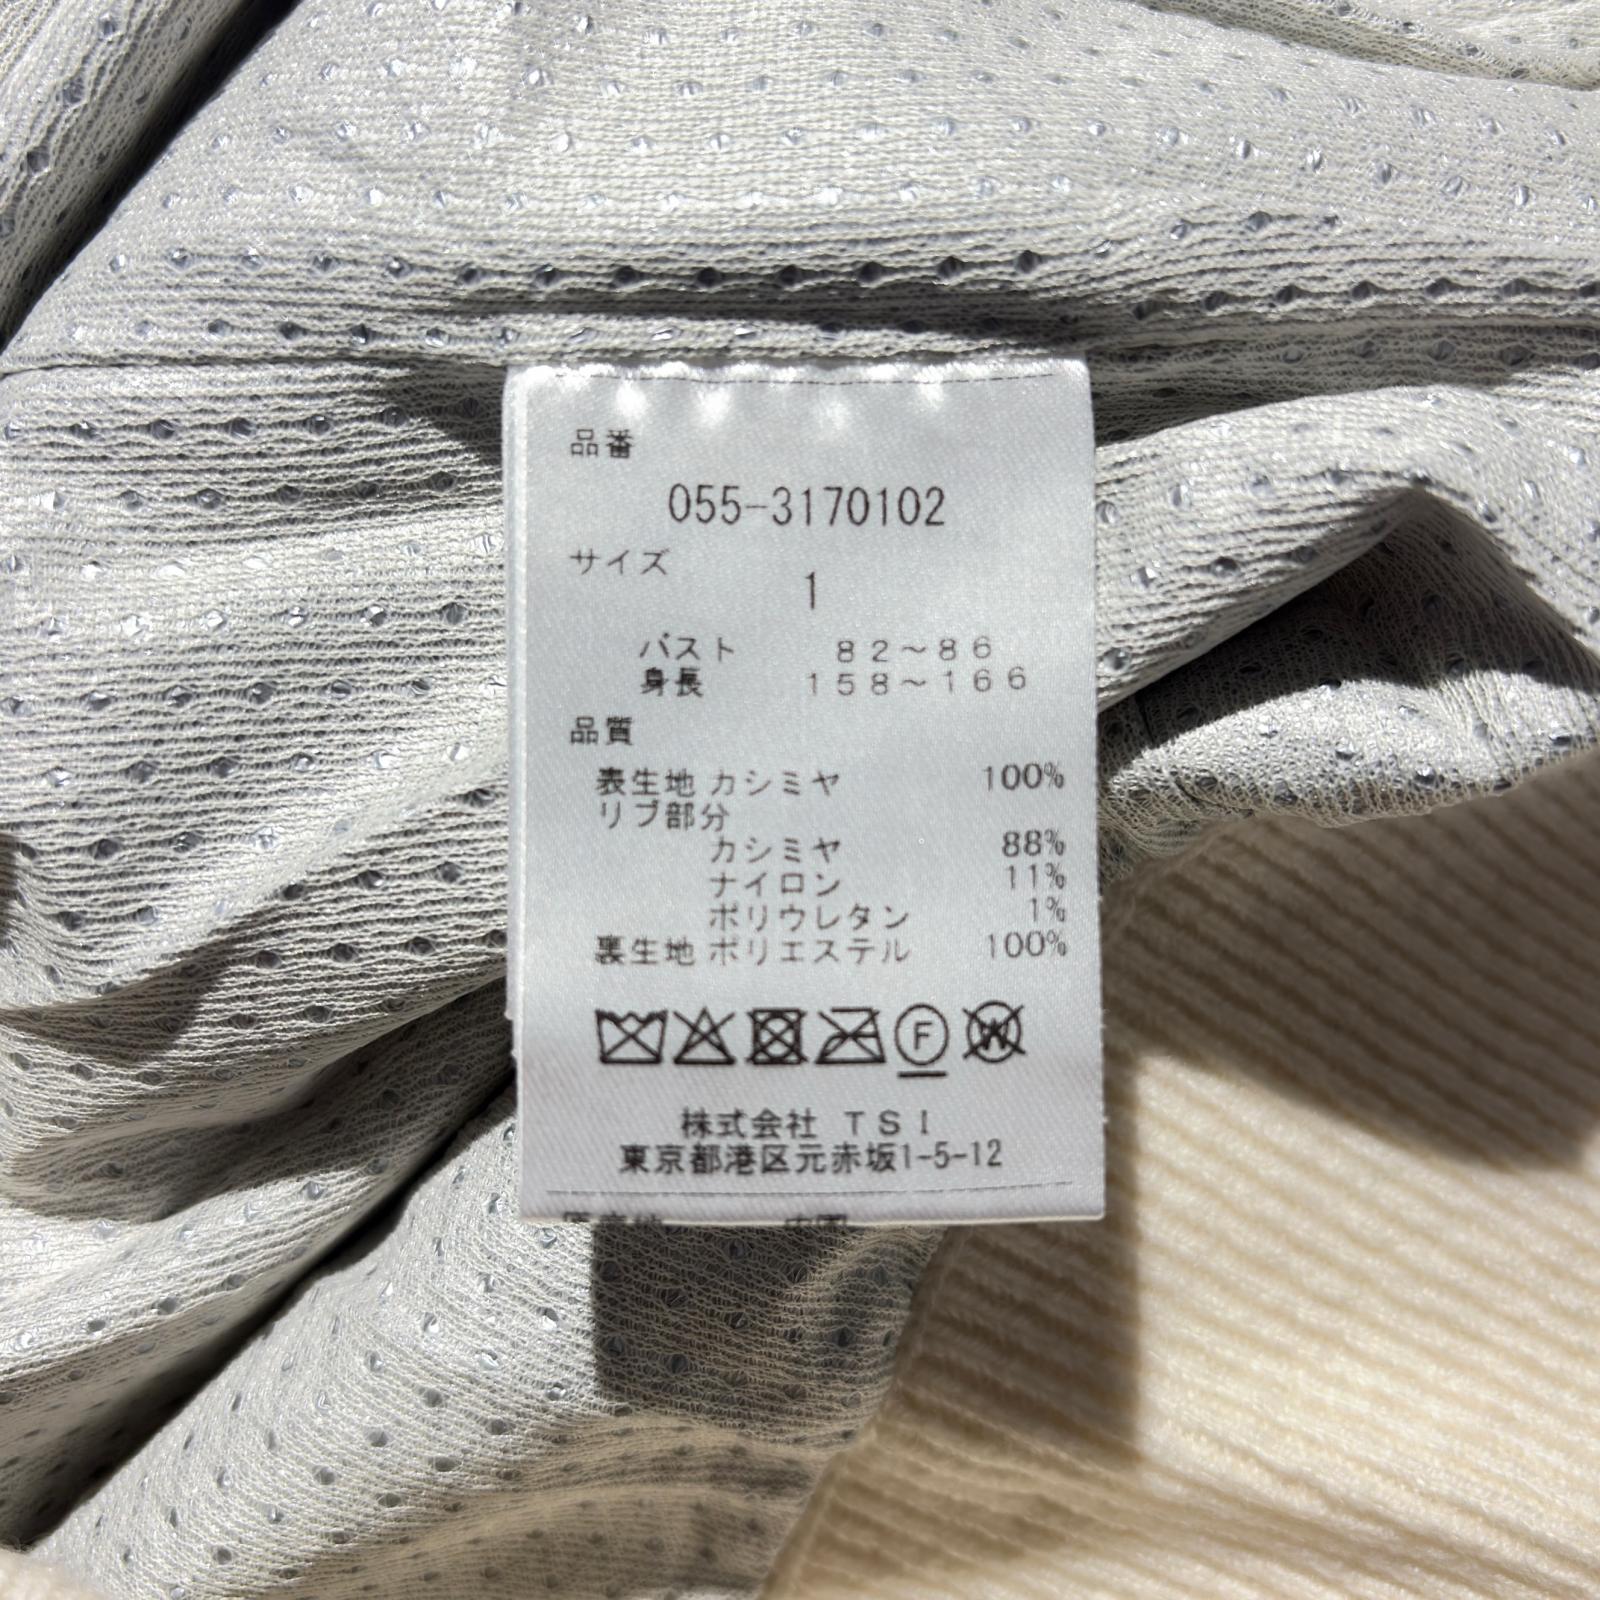 品番
055-3170102
サイズ
1
バスト 82～86
身長 158～166
品質
表生地 カシミヤ 100%
リブ部分
カシミヤ 88%
ナイロン 11%
ポリウレタン 1%
裏生地 ポリエステル 100%
F W
株式会社 TSI
東京都港区元赤坂1-5-12